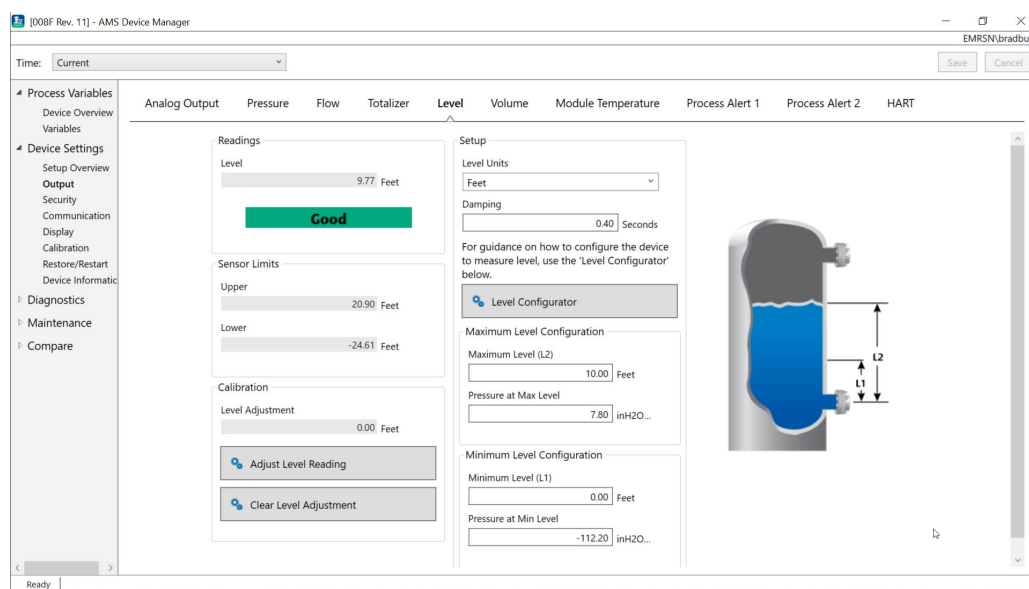 [008F Rev. 11] - AMS Device Manager
EMRSN\bradbu
Time: Current
Save Cancel
Process Variables
Device Overview
Variables
Device Settings
Setup Overview
Output
Security
Communication
Display
Calibration
Restore/Restart
Device Informatic
Diagnostics
Maintenance
Compare
Analog Output Pressure Flow Totalizer Level Volume Module Temperature Process Alert 1 Process Alert 2 HART
Readings
Level
9.77 Feet
Good
Sensor Limits
Upper
20.90 Feet
Lower
-24.61 Feet
Calibration
Level Adjustment
0.00 Feet
Adjust Level Reading
Clear Level Adjustment
Setup
Level Units
Feet
Damping
0.40 Seconds
For guidance on how to configure the device
to measure level, use the 'Level Configurator'
below.
Level Configurator
Maximum Level Configuration
Maximum Level (L2)
10.00 Feet
Pressure at Max Level
7.80 inH2O...
Minimum Level Configuration
Minimum Level (L1)
0.00 Feet
Pressure at Min Level
-112.20 inH2O...
L2
L1
Ready